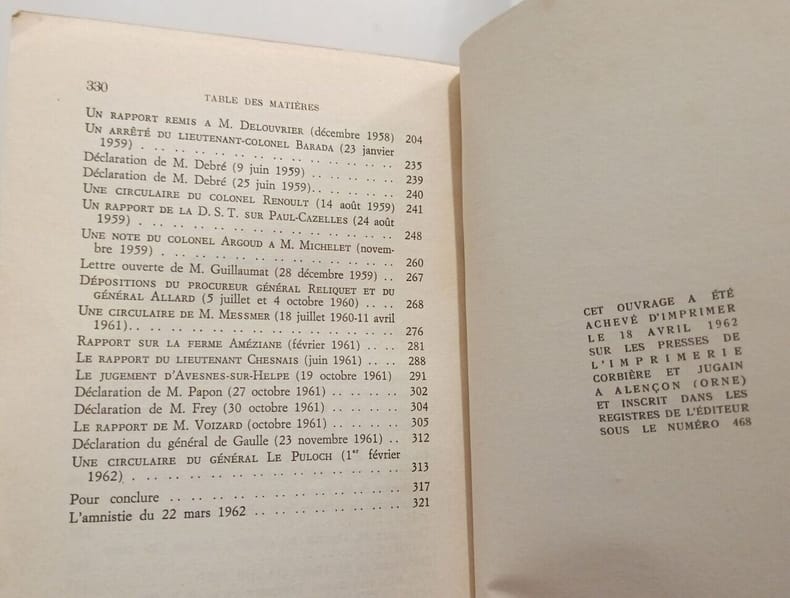 330
TABLE DES MATIÈRES
UN RAPPORT REMIS A M. DELOUVRIER (décembre 1958) 204
UN ARRÊTÉ DU LIEUTENANT-COLONEL BARADA (23 janvier
1959) . . . . . . . . . . . . . . . . 235
Déclaration de M. Debré (9 juin 1959) . . . . . . 239
Déclaration de M. Debré (25 juin 1959). . . . . . 240
UNE CIRCULAIRE DU COLONEL RENOULT (14 août 1959) 241
UN RAPPORT DE LA D. S. T. SUR PAUL-CAZELLES (24 août
1959) . . . . . . . . . . . . . . . . 248
UNE NOTE DU COLONEL ARGOUD A M. MICHELET (novem-
bre 1959) . . . . . . . . . . . . . . . . 260
Lettre ouverte de M. Guillaumat (28 décembre 1959) . . 267
DÉPOSITIONS DU PROCUREUR GÉNÉRAL RELIQUET ET DU
GÉNÉRAL ALLARD (5 juillet et 4 octobre 1960) . . . . 268
UNE CIRCULAIRE DE M. MESSMER (18 juillet 1960-11 avril
1961). . . . . . . . . . . . . . . . 276
RAPPORT SUR LA FERME AMÉZIANE (février 1961) . . . . 281
LE RAPPORT DU LIEUTENANT CHESNAIS (juin 1961) . . . . 288
LE JUGEMENT D'AVESNES-SUR-HELPE (19 octobre 1961) 291
Déclaration de M. Papon (27 octobre 1961) . . . . . . 302
Déclaration de M. Frey (30 octobre 1961) . . . . . . 304
LE RAPPORT DE M. VOIZARD (octobre 1961) . . . . . . 305
Déclaration du général de Gaulle (23 novembre 1961) . . 312
UNE CIRCULAIRE DU GÉNÉRAL LE PULOCH (1er février
1962) . . . . . . . . . . . . . . . . 313
Pour conclure . . . . . . . . . . . . . . 317
L'amnistie du 22 mars 1962 . . . . . . . . . . 321
CET OUVRAGE A ÉTÉ
ACHEVÉ D'IMPRIMER
LE 18 AVRIL 1962
SUR LES PRESSES DE
L'IMPRIMERIE
CORBIÈRE ET JUGAIN
A ALENÇON (ORNE)
ET INSCRIT DANS LES
REGISTRES DE L'ÉDITEUR
SOUS LE NUMÉRO 468